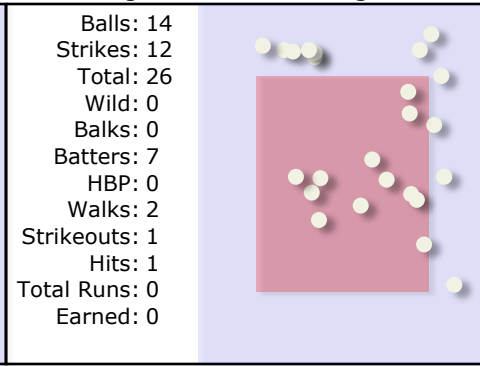 Balls: 14
Strikes: 12
Total: 26
Wild: 0
Balks: 0
Batters: 7
HBP: 0
Walks: 2
Strikeouts: 1
Hits: 1
Total Runs: 0
Earned: 0